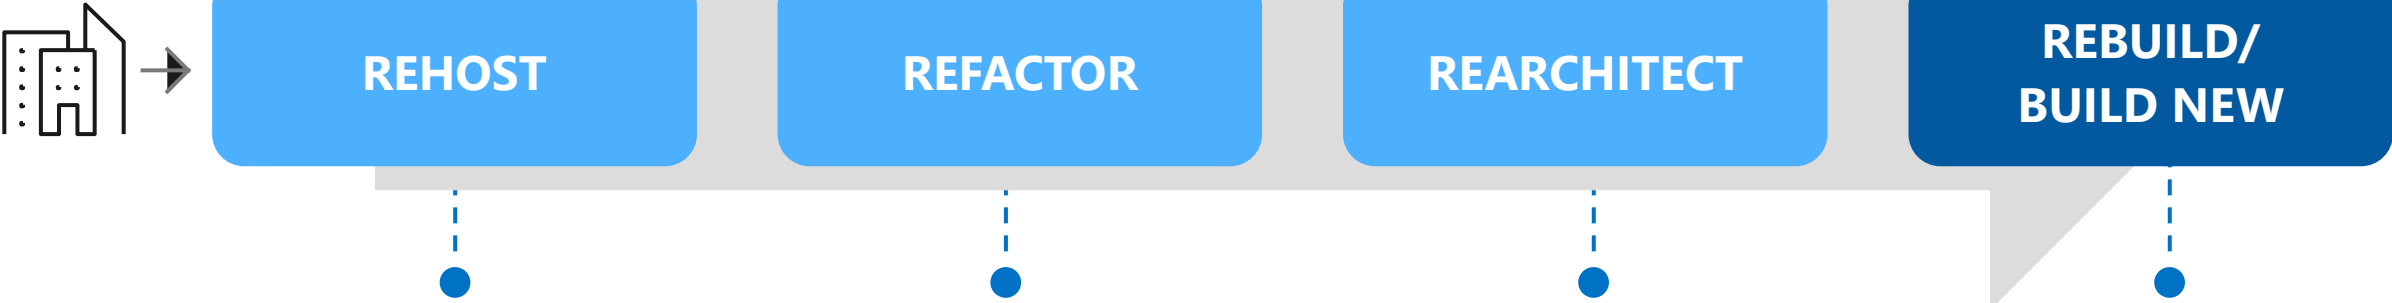 REHOST
REFACTOR
REARCHITECT
REBUILD/
BUILD NEW